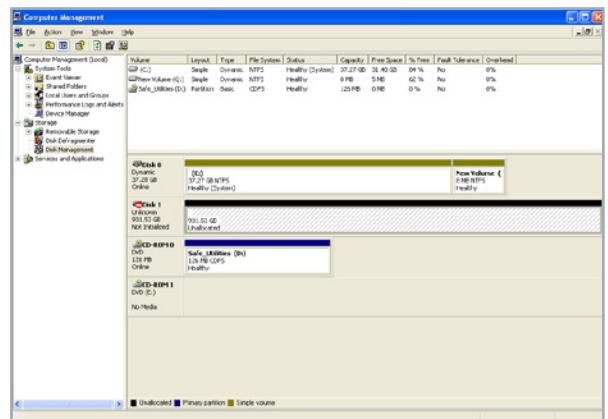 Computer Management
File Action View Window Help
Computer Management (Local)
System Tools
Event Viewer
Shared Folders
Local Users and Groups
Performance Logs and Alerts
Device Manager
Storage
Removable Storage
Disk Defragmenter
Disk Management
Services and Applications
Volume Layout Type File System Status Capacity Free Space % Free Fault Tolerance Overhead
(C:) Simple Dynamic NTFS Healthy (System) 37.27 GB 31.40 GB 84 % No 0%
New Volume (G:) Simple Dynamic NTFS Healthy 8 MB 5 MB 62 % No 0%
Safe_Utilities (D:) Partition Basic CDFS Healthy 125 MB 0 MB 0 % No 0%
Disk 0
Dynamic
37.28 GB
Online
(C:)
37.27 GB NTFS
Healthy (System)
New Volume (
8 MB NTFS
Healthy
Disk 1
Unknown
931.51 GB
Not Initialized
931.51 GB
Unallocated
CD-ROM 0
DVD
126 MB
Online
Safe_Utilities (D:)
126 MB CDFS
Healthy
CD-ROM 1
DVD (E:)
No Media
Unallocated Primary partition Simple volume